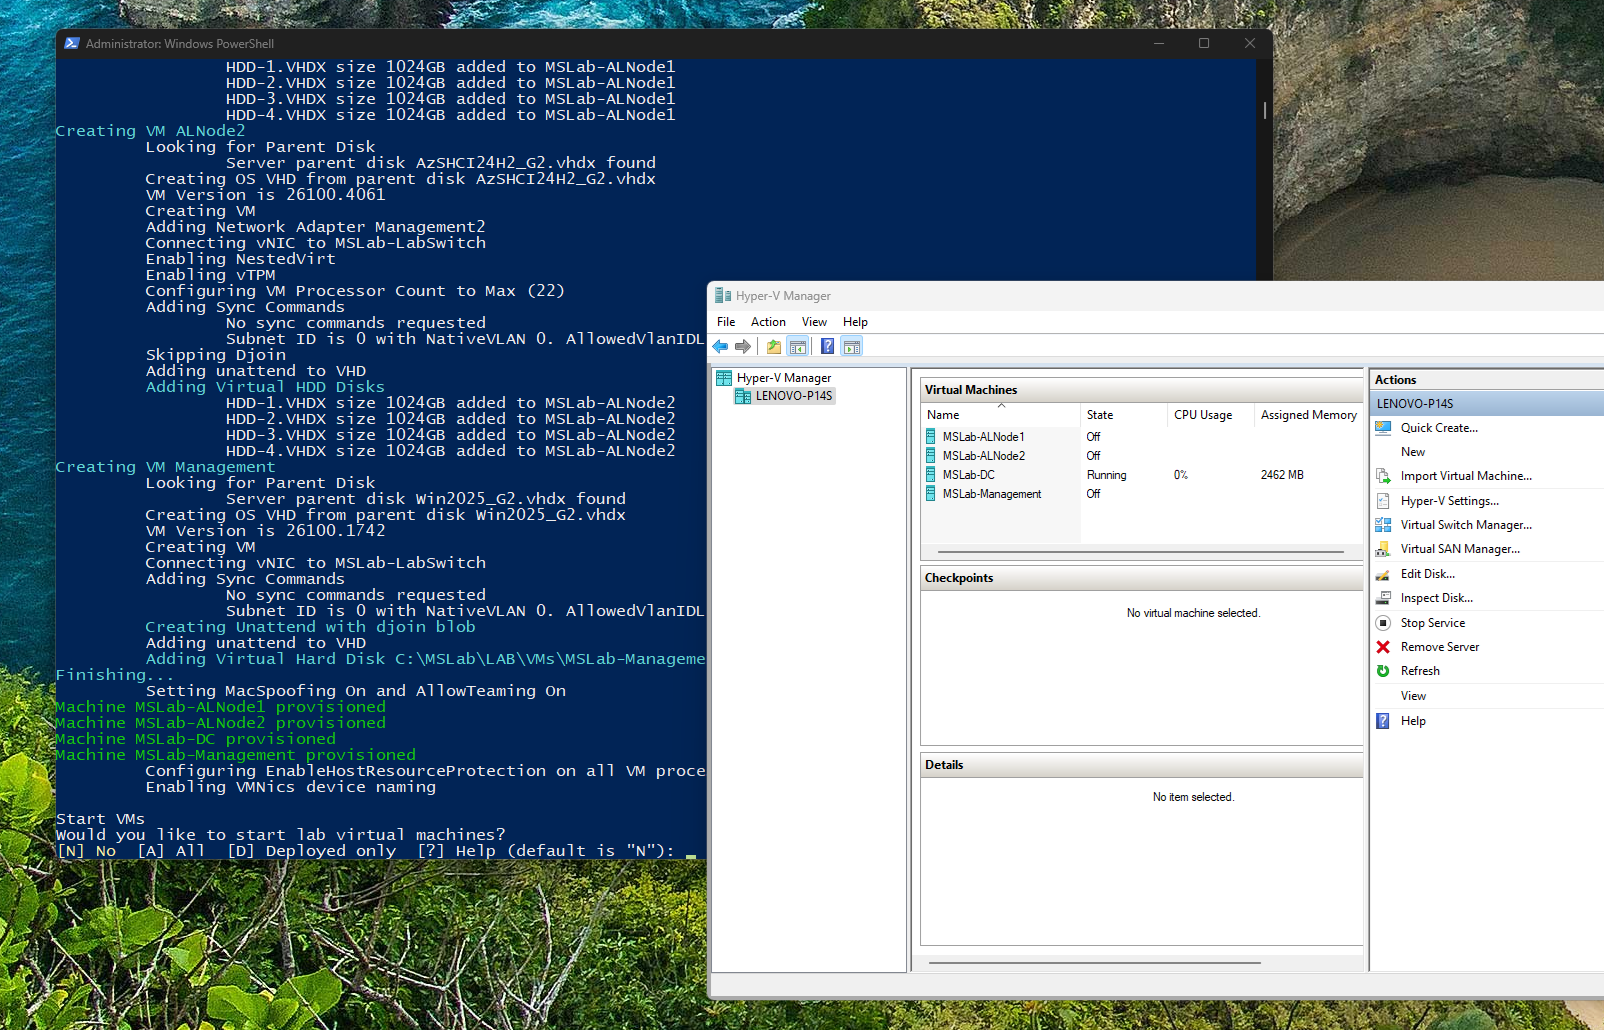 Administrator: Windows PowerShell
HDD-1.VHDX size 1024GB added to MSLab-ALNode1
HDD-2.VHDX size 1024GB added to MSLab-ALNode1
HDD-3.VHDX size 1024GB added to MSLab-ALNode1
HDD-4.VHDX size 1024GB added to MSLab-ALNode1
Creating VM ALNode2
Looking for Parent Disk
Server parent disk AzSHCI24H2_G2.vhdx found
Creating OS VHD from parent disk AzSHCI24H2_G2.vhdx
VM Version is 26100.4061
Creating VM
Adding Network Adapter Management2
Connecting vNIC to MSLab-LabSwitch
Enabling NestedVirt
Enabling vTPM
Configuring VM Processor Count to Max (22)
Adding Sync Commands
No sync commands requested
Subnet ID is 0 with NativeVLAN 0. AllowedVlanIDL
Skipping Djoin
Adding unattend to VHD
Adding Virtual HDD Disks
HDD-1.VHDX size 1024GB added to MSLab-ALNode2
HDD-2.VHDX size 1024GB added to MSLab-ALNode2
HDD-3.VHDX size 1024GB added to MSLab-ALNode2
HDD-4.VHDX size 1024GB added to MSLab-ALNode2
Creating VM Management
Looking for Parent Disk
Server parent disk Win2025_G2.vhdx found
Creating OS VHD from parent disk Win2025_G2.vhdx
VM Version is 26100.1742
Creating VM
Connecting vNIC to MSLab-LabSwitch
Adding Sync Commands
No sync commands requested
Subnet ID is 0 with NativeVLAN 0. AllowedVlanIDL
Creating Unattend with djoin blob
Adding unattend to VHD
Adding Virtual Hard Disk C:\MSLab\LAB\VMs\MSLab-Manageme
Finishing...
Setting MacSpoofing On and AllowTeaming On
Machine MSLab-ALNode1 provisioned
Machine MSLab-ALNode2 provisioned
Machine MSLab-DC provisioned
Machine MSLab-Management provisioned
Configuring EnableHostResourceProtection on all VM proce
Enabling VMNics device naming
Start VMs
Would you like to start lab virtual machines?
[N] No  [A] All  [D] Deployed only  [?] Help (default is "N"):
Hyper-V Manager
File Action View Help
Hyper-V Manager
LENOVO-P14S
Virtual Machines
Name State CPU Usage Assigned Memory
MSLab-ALNode1 Off
MSLab-ALNode2 Off
MSLab-DC Running 0% 2462 MB
MSLab-Management Off
Checkpoints
No virtual machine selected.
Details
No item selected.
Actions
LENOVO-P14S
Quick Create...
New
Import Virtual Machine...
Hyper-V Settings...
Virtual Switch Manager...
Virtual SAN Manager...
Edit Disk...
Inspect Disk...
Stop Service
Remove Server
Refresh
View
Help